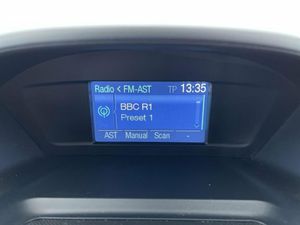 Radio < FM-AST TP 13:35
BBC R1
Preset 1
AST Manual Scan -